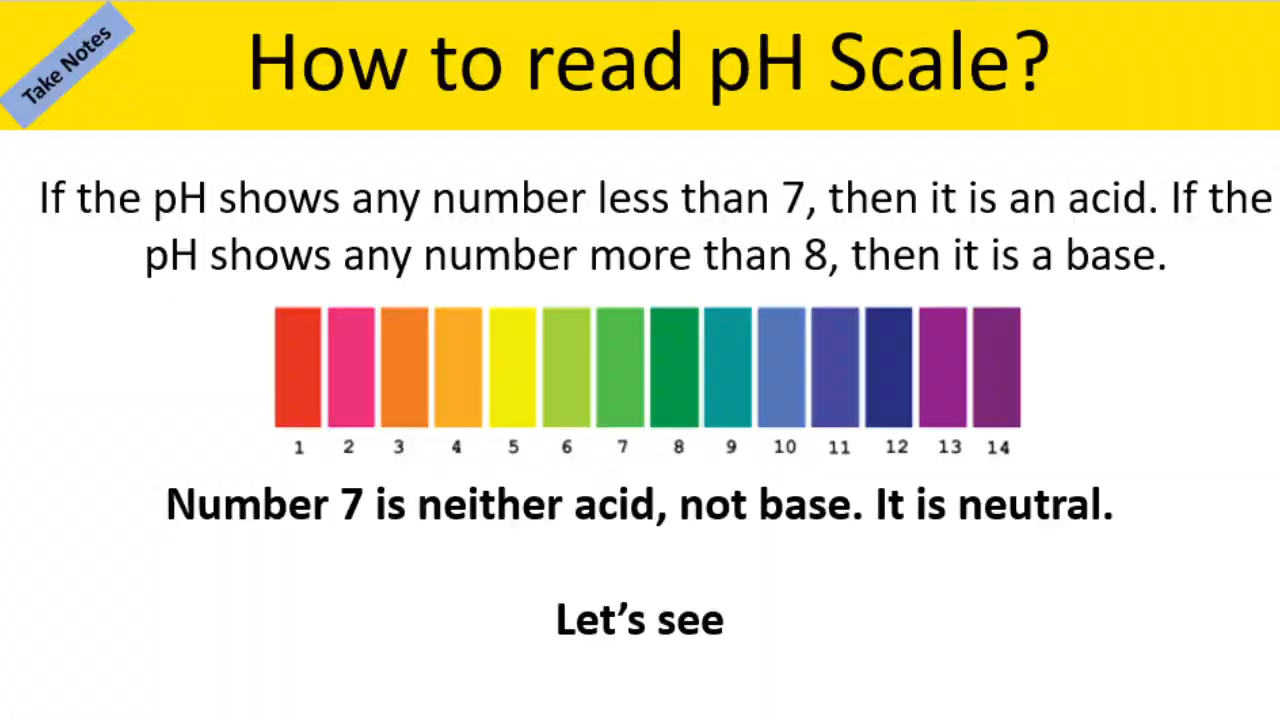 Take Notes
How to read pH Scale?
If the pH shows any number less than 7, then it is an acid. If the
pH shows any number more than 8, then it is a base.
1 2 3 4 5 6 7 8 9 10 11 12 13 14
Number 7 is neither acid, not base. It is neutral.
Let’s see